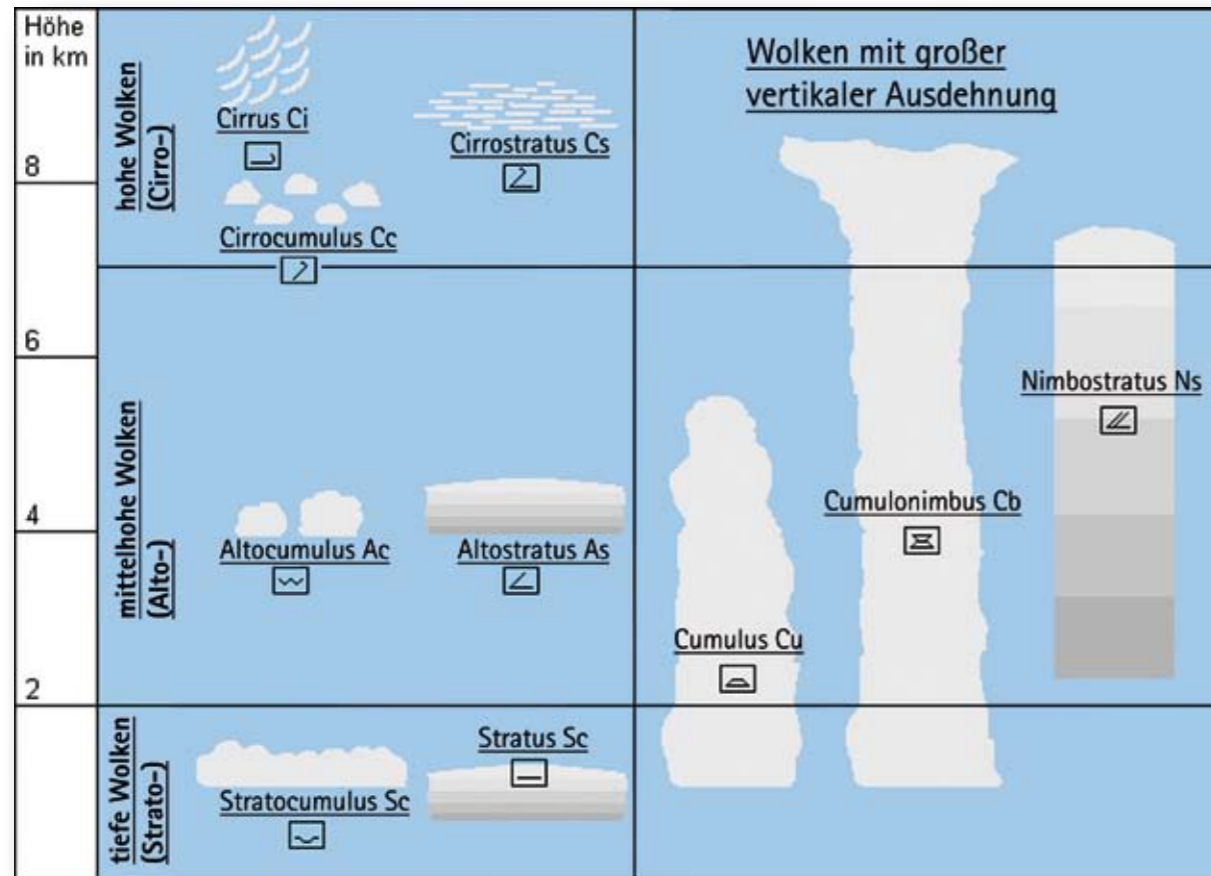 Höhe
in km
8
6
4
2
hohe Wolken
(Cirro-)
mittelhohe Wolken
(Alto-)
tiefe Wolken
(Strato-)
Cirrus Ci
Cirrostratus Cs
Cirrocumulus Cc
Altocumulus Ac
Altostratus As
Stratus Sc
Stratocumulus Sc
Wolken mit großer
vertikaler Ausdehnung
Nimbostratus Ns
Cumulonimbus Cb
Cumulus Cu